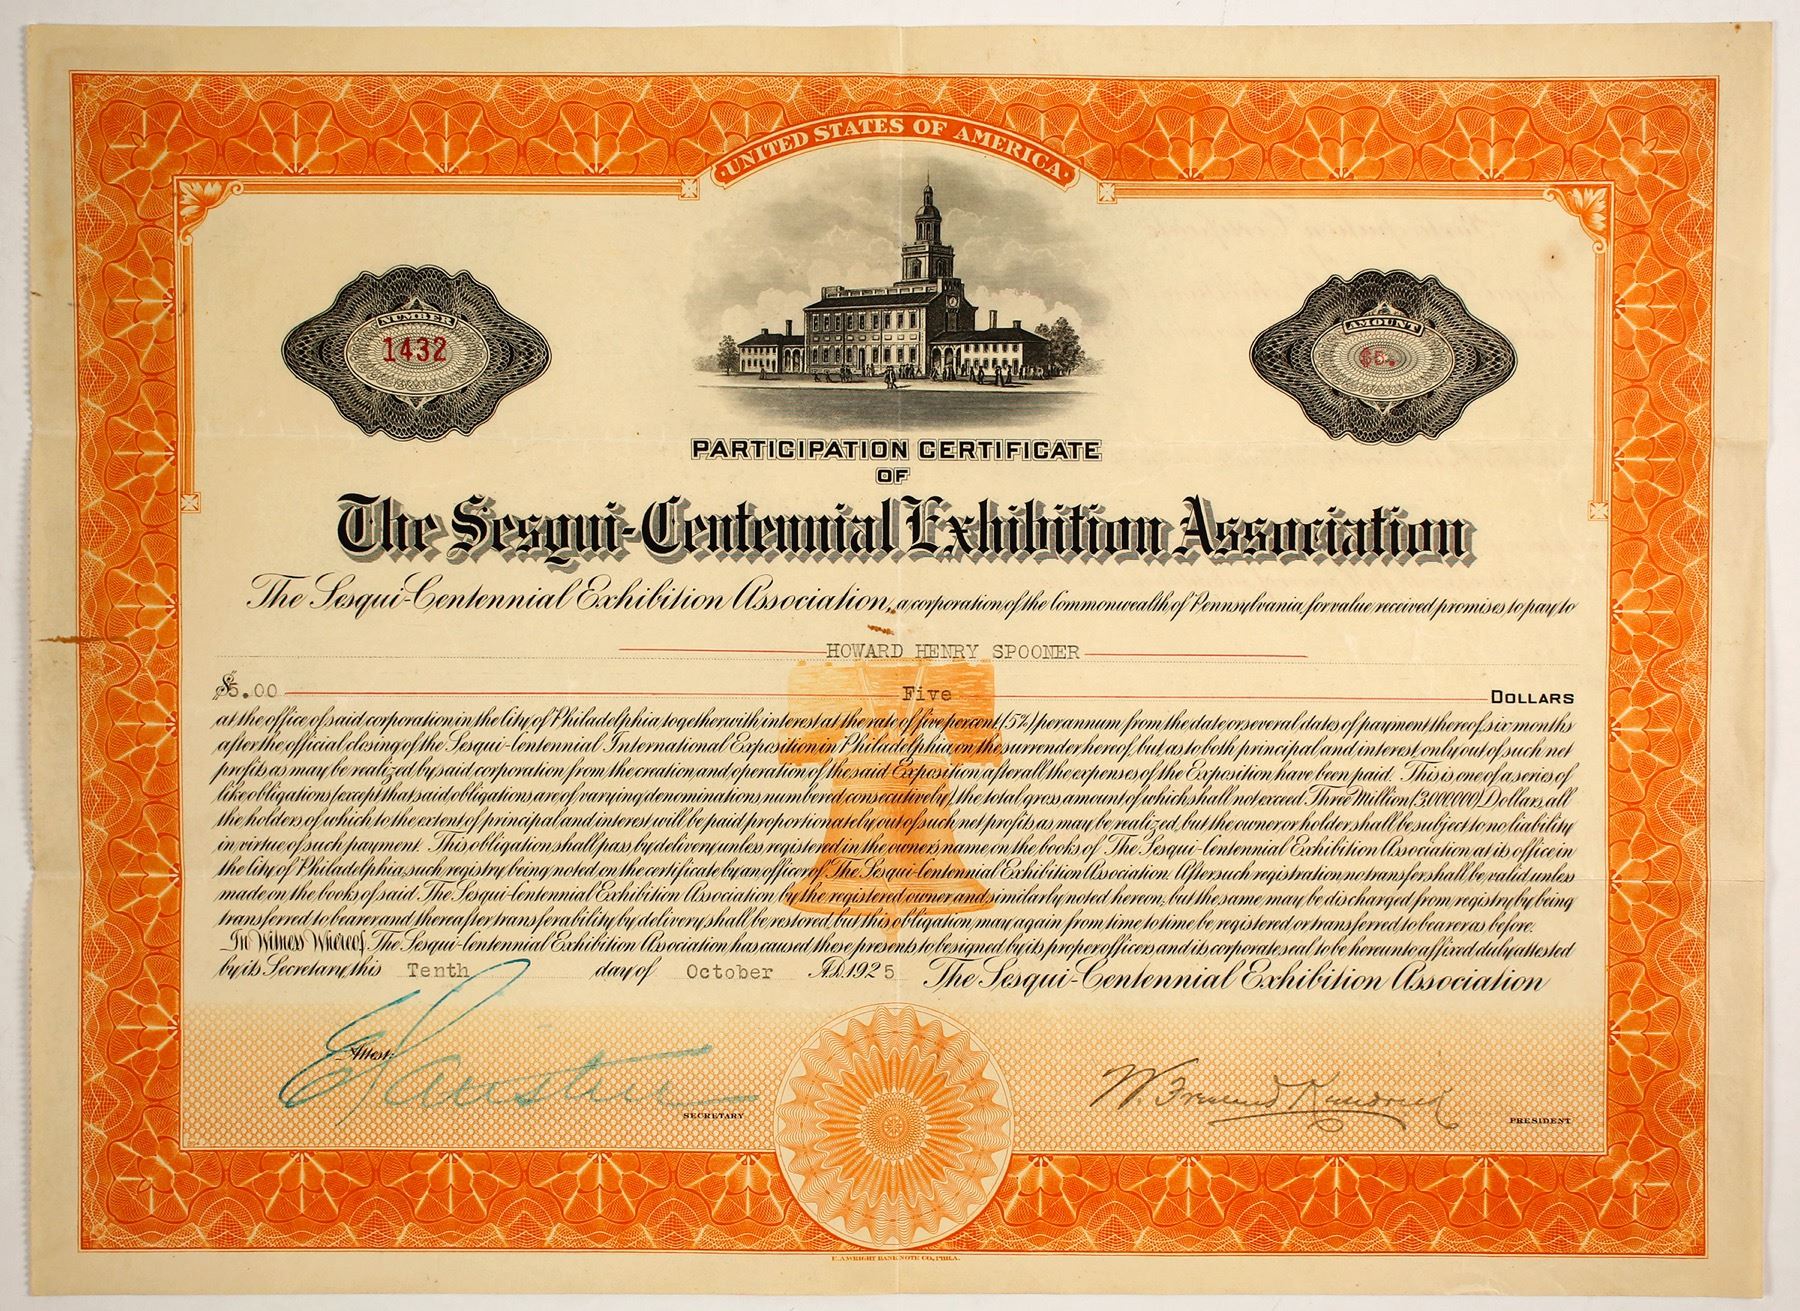 UNITED STATES OF AMERICA
NUMBER
1432
AMOUNT
$5.
PARTICIPATION CERTIFICATE
OF
The Sesqui-Centennial Exhibition Association
The Sesqui-Centennial Exhibition Association, a corporation of the Commonwealth of Pennsylvania, for value received promises to pay to
HOWARD HENRY SPOONER
$5.00 Five DOLLARS
at the office of said corporation in the City of Philadelphia together with interest at the rate of five percent (5%) per annum from the date or several dates of payment thereof, six months
after the official closing of the Sesqui-Centennial International Exposition in Philadelphia, on the surrender hereof, but as to both principal and interest only out of such net
profits as may be realized by said corporation from the creation and operation of the said Exposition after all the expenses of the Exposition have been paid. This is one of a series of
like obligations (except that said obligations are of varying denominations, numbered consecutively), the total gross amount of which shall not exceed Three Million (3,000,000) Dollars, all
the holders of which to the extent of principal and interest will be paid proportionately out of such net profits as may be realized, but the owner or holder shall be subject to no liability
in virtue of such payment. This obligation shall pass by delivery unless registered in the owner's name on the books of The Sesqui-Centennial Exhibition Association at its office in
the City of Philadelphia, such registry being noted on the certificate by an officer of The Sesqui-Centennial Exhibition Association. After such registration no transfer shall be valid unless
made on the books of said The Sesqui-Centennial Exhibition Association by the registered owner and similarly noted hereon, but the same may be discharged from registry by being
transferred to bearer and thereafter transferability by delivery shall be restored, but this obligation may again from time to time be registered or transferred to bearer as before.
In Witness Whereof, The Sesqui-Centennial Exhibition Association has caused these presents to be signed by its proper officers and its corporate seal to be hereunto affixed duly attested
by its Secretary, this Tenth day of October A.D. 1925 The Sesqui-Centennial Exhibition Association
Attest:
SECRETARY
W. Freeland Kendrick
PRESIDENT
E.A.WRIGHT BANK NOTE CO., PHILA.